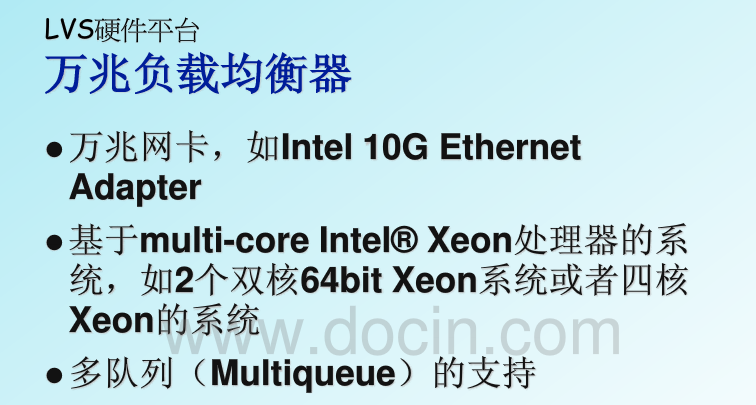 LVS硬件平台
万兆负载均衡器
●万兆网卡，如Intel 10G Ethernet
Adapter
●基于multi-core Intel® Xeon处理器的系
统，如2个双核64bit Xeon系统或者四核
Xeon的系统
www.docin.com
●多队列（Multiqueue）的支持